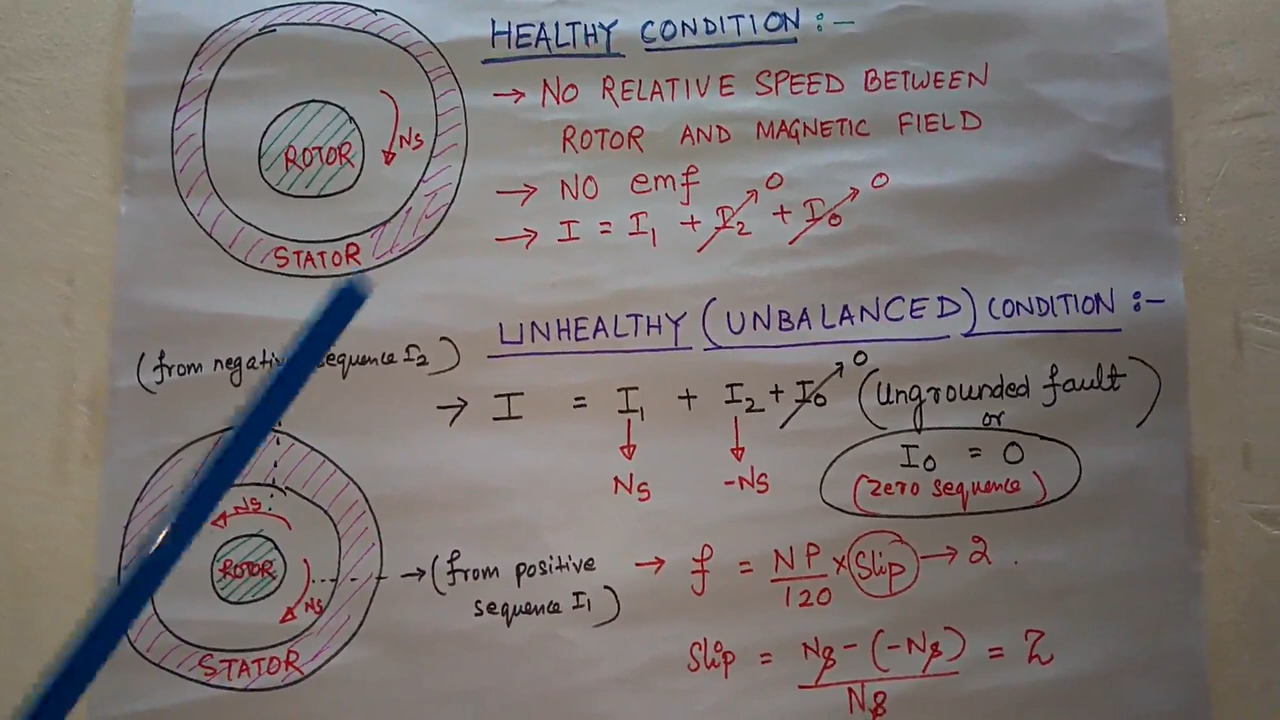 HEALTHY CONDITION :-
→ NO RELATIVE SPEED BETWEEN
ROTOR AND MAGNETIC FIELD
→ NO emf
→ I = I₁ + I₂ ↗ 0 + I₀ ↗ 0
ROTOR
NS
STATOR
UNHEALTHY (UNBALANCED) CONDITION :-
(from sequence I₂)
→ I = I₁ + I₂ + I₀ ↗ 0 (Ungrounded fault)
or
↓ ↓
NS -NS
I₀ = 0
(Zero sequence)
NS
ROTOR
NS
STATOR
→ (from positive
sequence I₁)
→ f = NP/120 × Slip → 2 .
Slip = NS - (-NS) / NS = 2